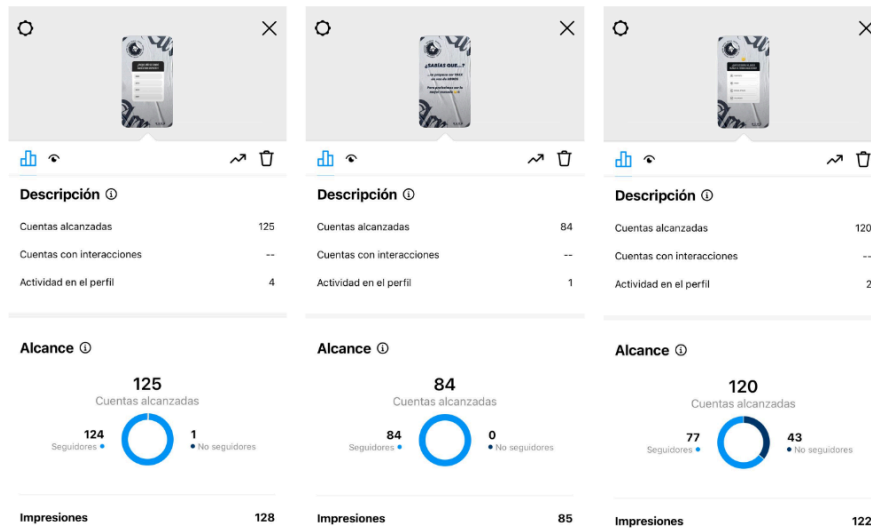 ¿SABÍAS QUE...?
Descripción
Cuentas alcanzadas 125
Cuentas con interacciones --
Actividad en el perfil 4
Alcance
125
Cuentas alcanzadas
124
Seguidores
1
No seguidores
Impresiones 128
Descripción
Cuentas alcanzadas 84
Cuentas con interacciones --
Actividad en el perfil 1
Alcance
84
Cuentas alcanzadas
84
Seguidores
0
No seguidores
Impresiones 85
Descripción
Cuentas alcanzadas 120
Cuentas con interacciones --
Actividad en el perfil 2
Alcance
120
Cuentas alcanzadas
77
Seguidores
43
No seguidores
Impresiones 122